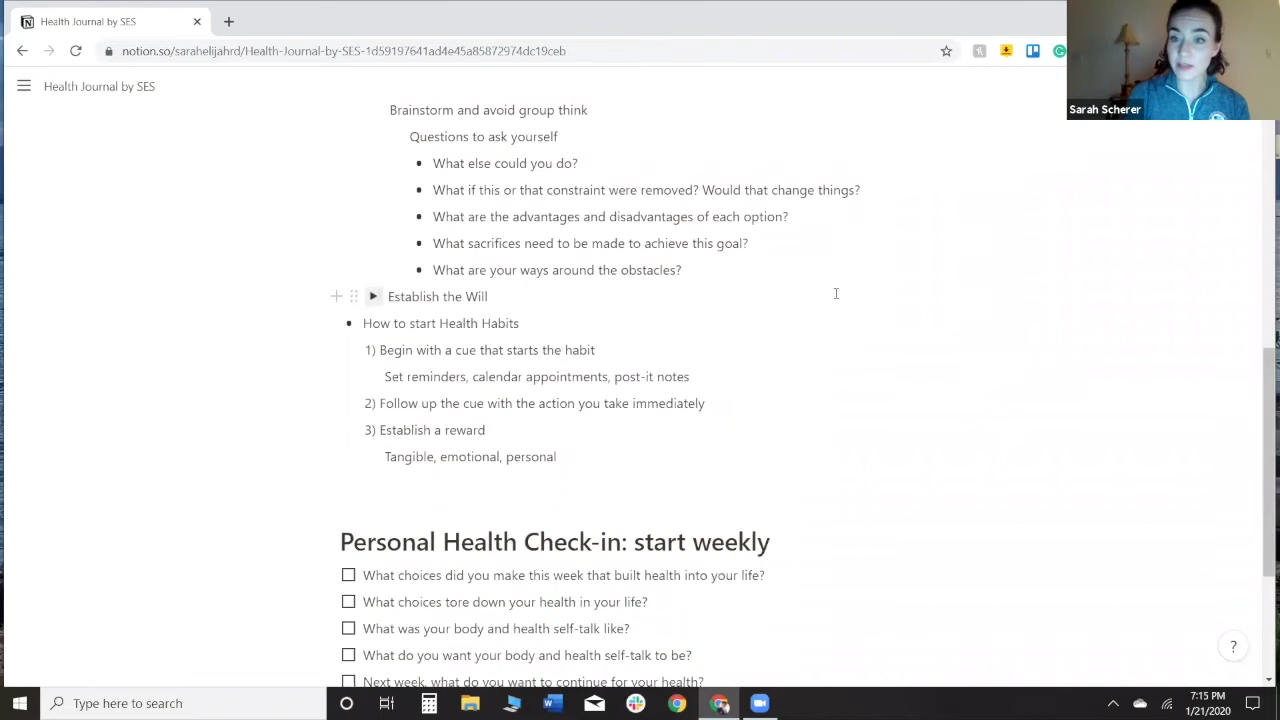 Health Journal by SES
notion.so/sarahelijahrd/Health-Journal-by-SES-1d59197641ad4e45a85872974dc19ceb
Health Journal by SES
Sarah Scherer
Brainstorm and avoid group think
Questions to ask yourself
• What else could you do?
• What if this or that constraint were removed? Would that change things?
• What are the advantages and disadvantages of each option?
• What sacrifices need to be made to achieve this goal?
• What are your ways around the obstacles?
Establish the Will
• How to start Health Habits
1) Begin with a cue that starts the habit
Set reminders, calendar appointments, post-it notes
2) Follow up the cue with the action you take immediately
3) Establish a reward
Tangible, emotional, personal
Personal Health Check-in: start weekly
What choices did you make this week that built health into your life?
What choices tore down your health in your life?
What was your body and health self-talk like?
What do you want your body and health self-talk to be?
Next week, what do you want to continue for your health?
?
Type here to search
7:15 PM
1/21/2020